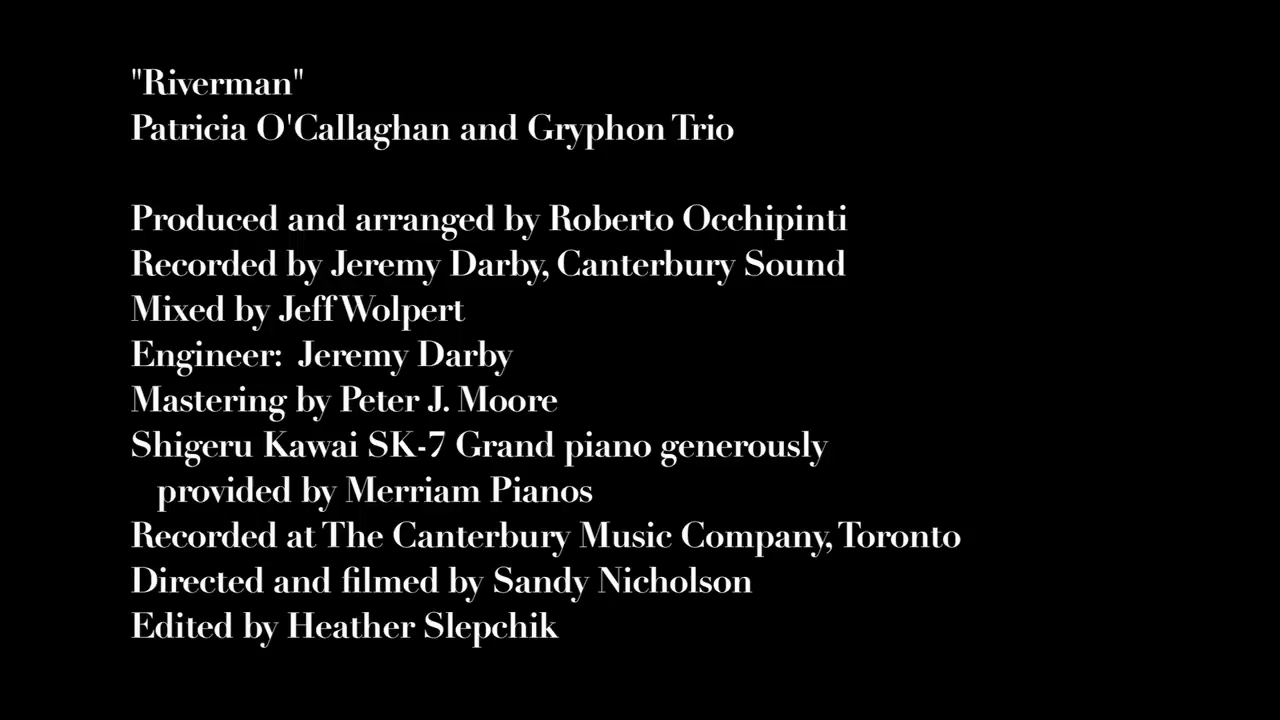 "Riverman"
Patricia O'Callaghan and Gryphon Trio
Produced and arranged by Roberto Occhipinti
Recorded by Jeremy Darby, Canterbury Sound
Mixed by Jeff Wolpert
Engineer:  Jeremy Darby
Mastering by Peter J. Moore
Shigeru Kawai SK-7 Grand piano generously
provided by Merriam Pianos
Recorded at The Canterbury Music Company, Toronto
Directed and filmed by Sandy Nicholson
Edited by Heather Slepchik